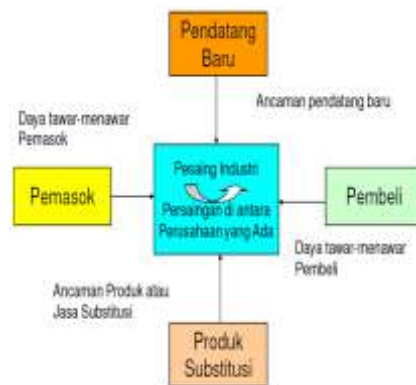 Pendatang
Baru
Ancaman pendatang baru
Daya tawar-menawar
Pemasok
Pemasok
Pesaing Industri
Persaingan di antara
Perusahaan yang Ada
Pembeli
Daya tawar-menawar
Pembeli
Ancaman Produk atau
Jasa Substitusi
Produk
Substitusi